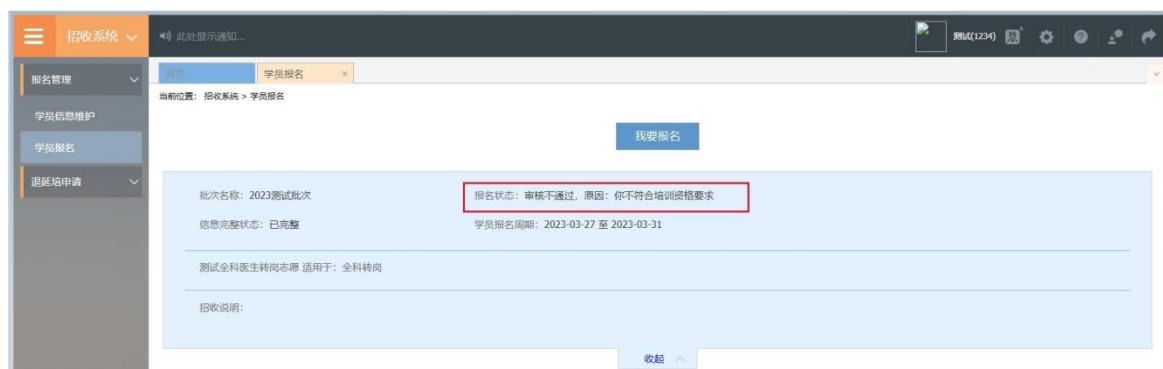 招收系统
此处显示通知...
测试(1234)
报名管理
首页
学员报名 ×
当前位置: 招收系统 > 学员报名
学员信息维护
我要报名
学员报名
退延培申请
批次名称: 2023测试批次
报名状态: 审核不通过, 原因: 你不符合培训资格要求
信息完整状态: 已完整
学员报名周期: 2023-03-27 至 2023-03-31
测试全科医生转岗志愿 适用于: 全科转岗
招收说明:
收起